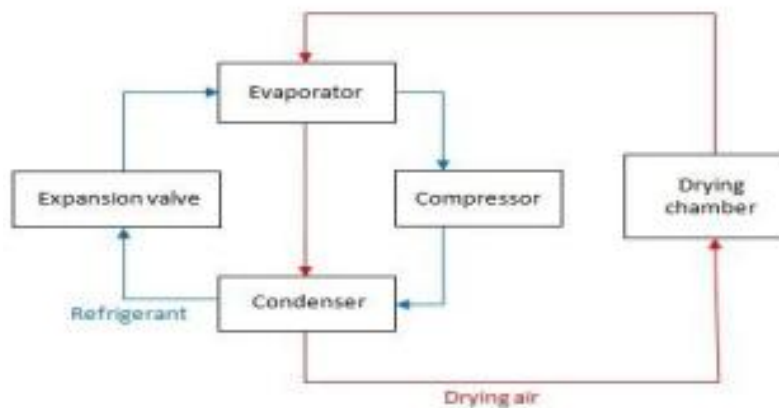 Evaporator
Expansion valve
Compressor
Drying
chamber
Condenser
Refrigerant
Drying air